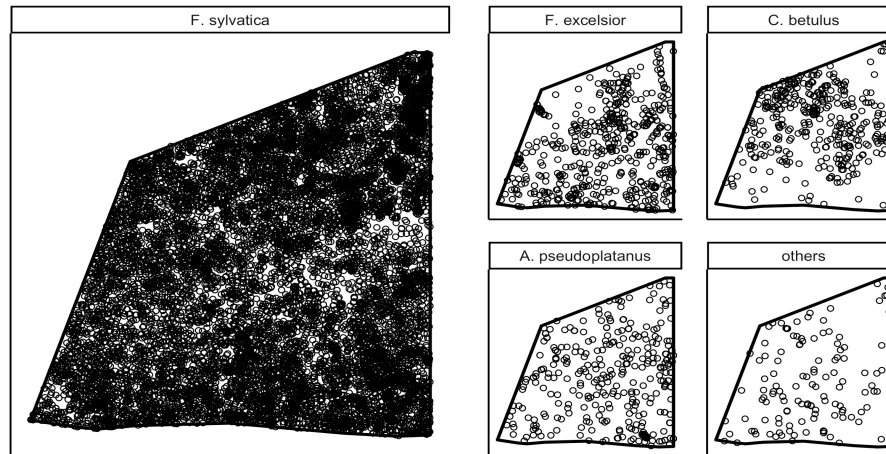 F. sylvatica
F. excelsior
C. betulus
A. pseudoplatanus
others